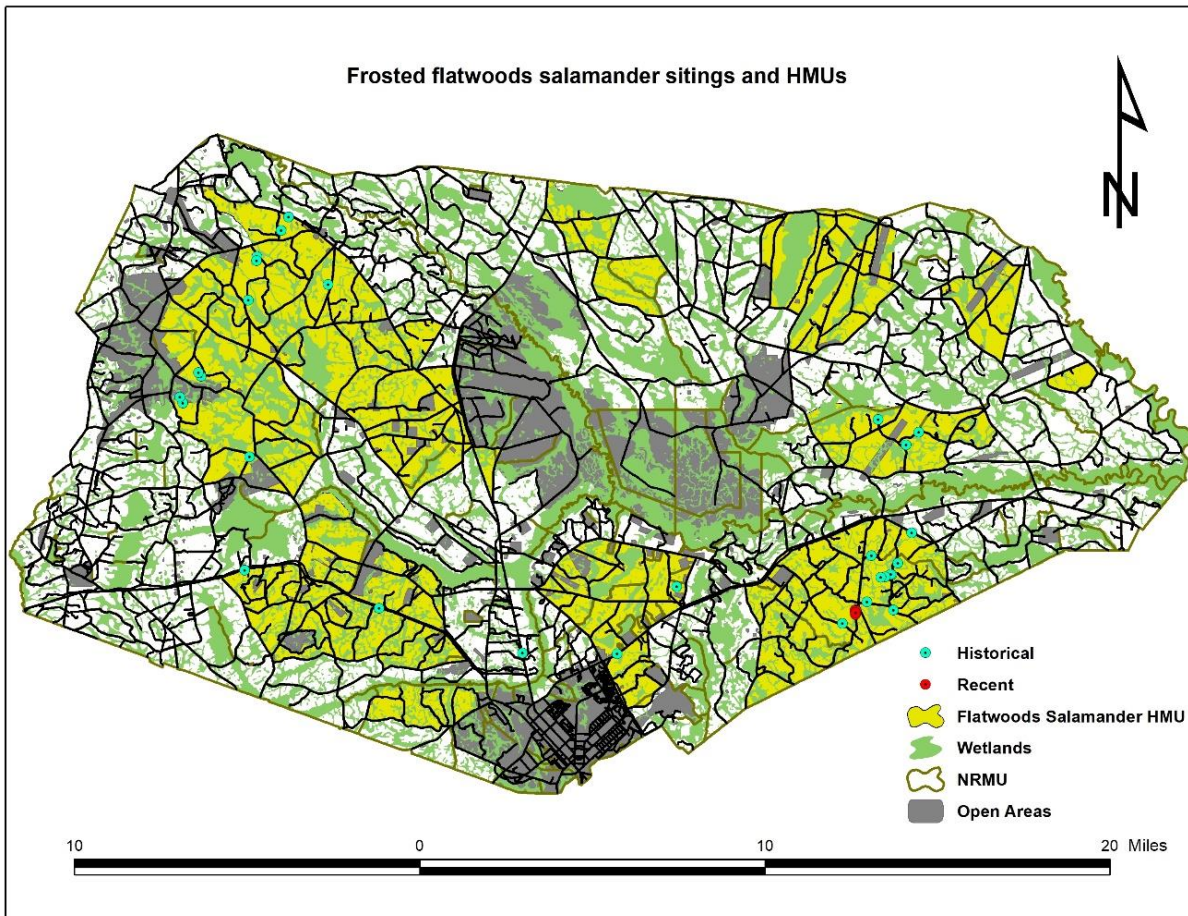 Frosted flatwoods salamander sitings and HMUs
N
Historical
Recent
Flatwoods Salamander HMU
Wetlands
NRMU
Open Areas
10 0 10 20 Miles